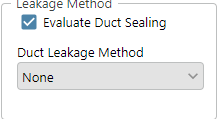 Leakage Method
Evaluate Duct Sealing
Duct Leakage Method
None